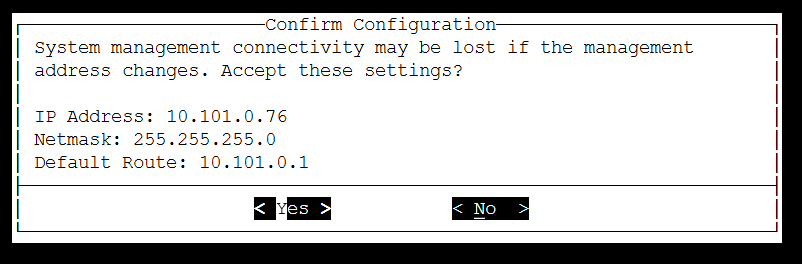 Confirm Configuration
System management connectivity may be lost if the management
address changes. Accept these settings?
IP Address: 10.101.0.76
Netmask: 255.255.255.0
Default Route: 10.101.0.1
< Yes > < No >